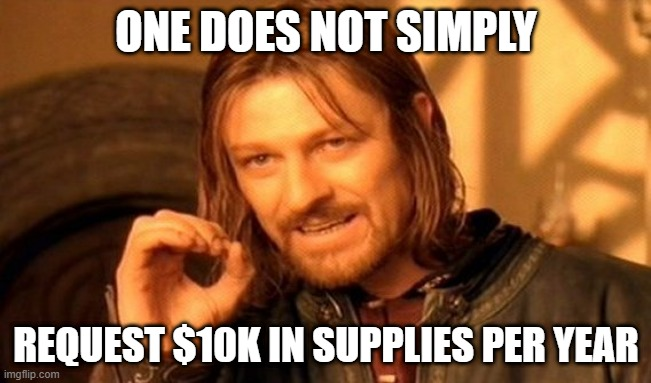 ONE DOES NOT SIMPLY
REQUEST $10K IN SUPPLIES PER YEAR
imgflip.com